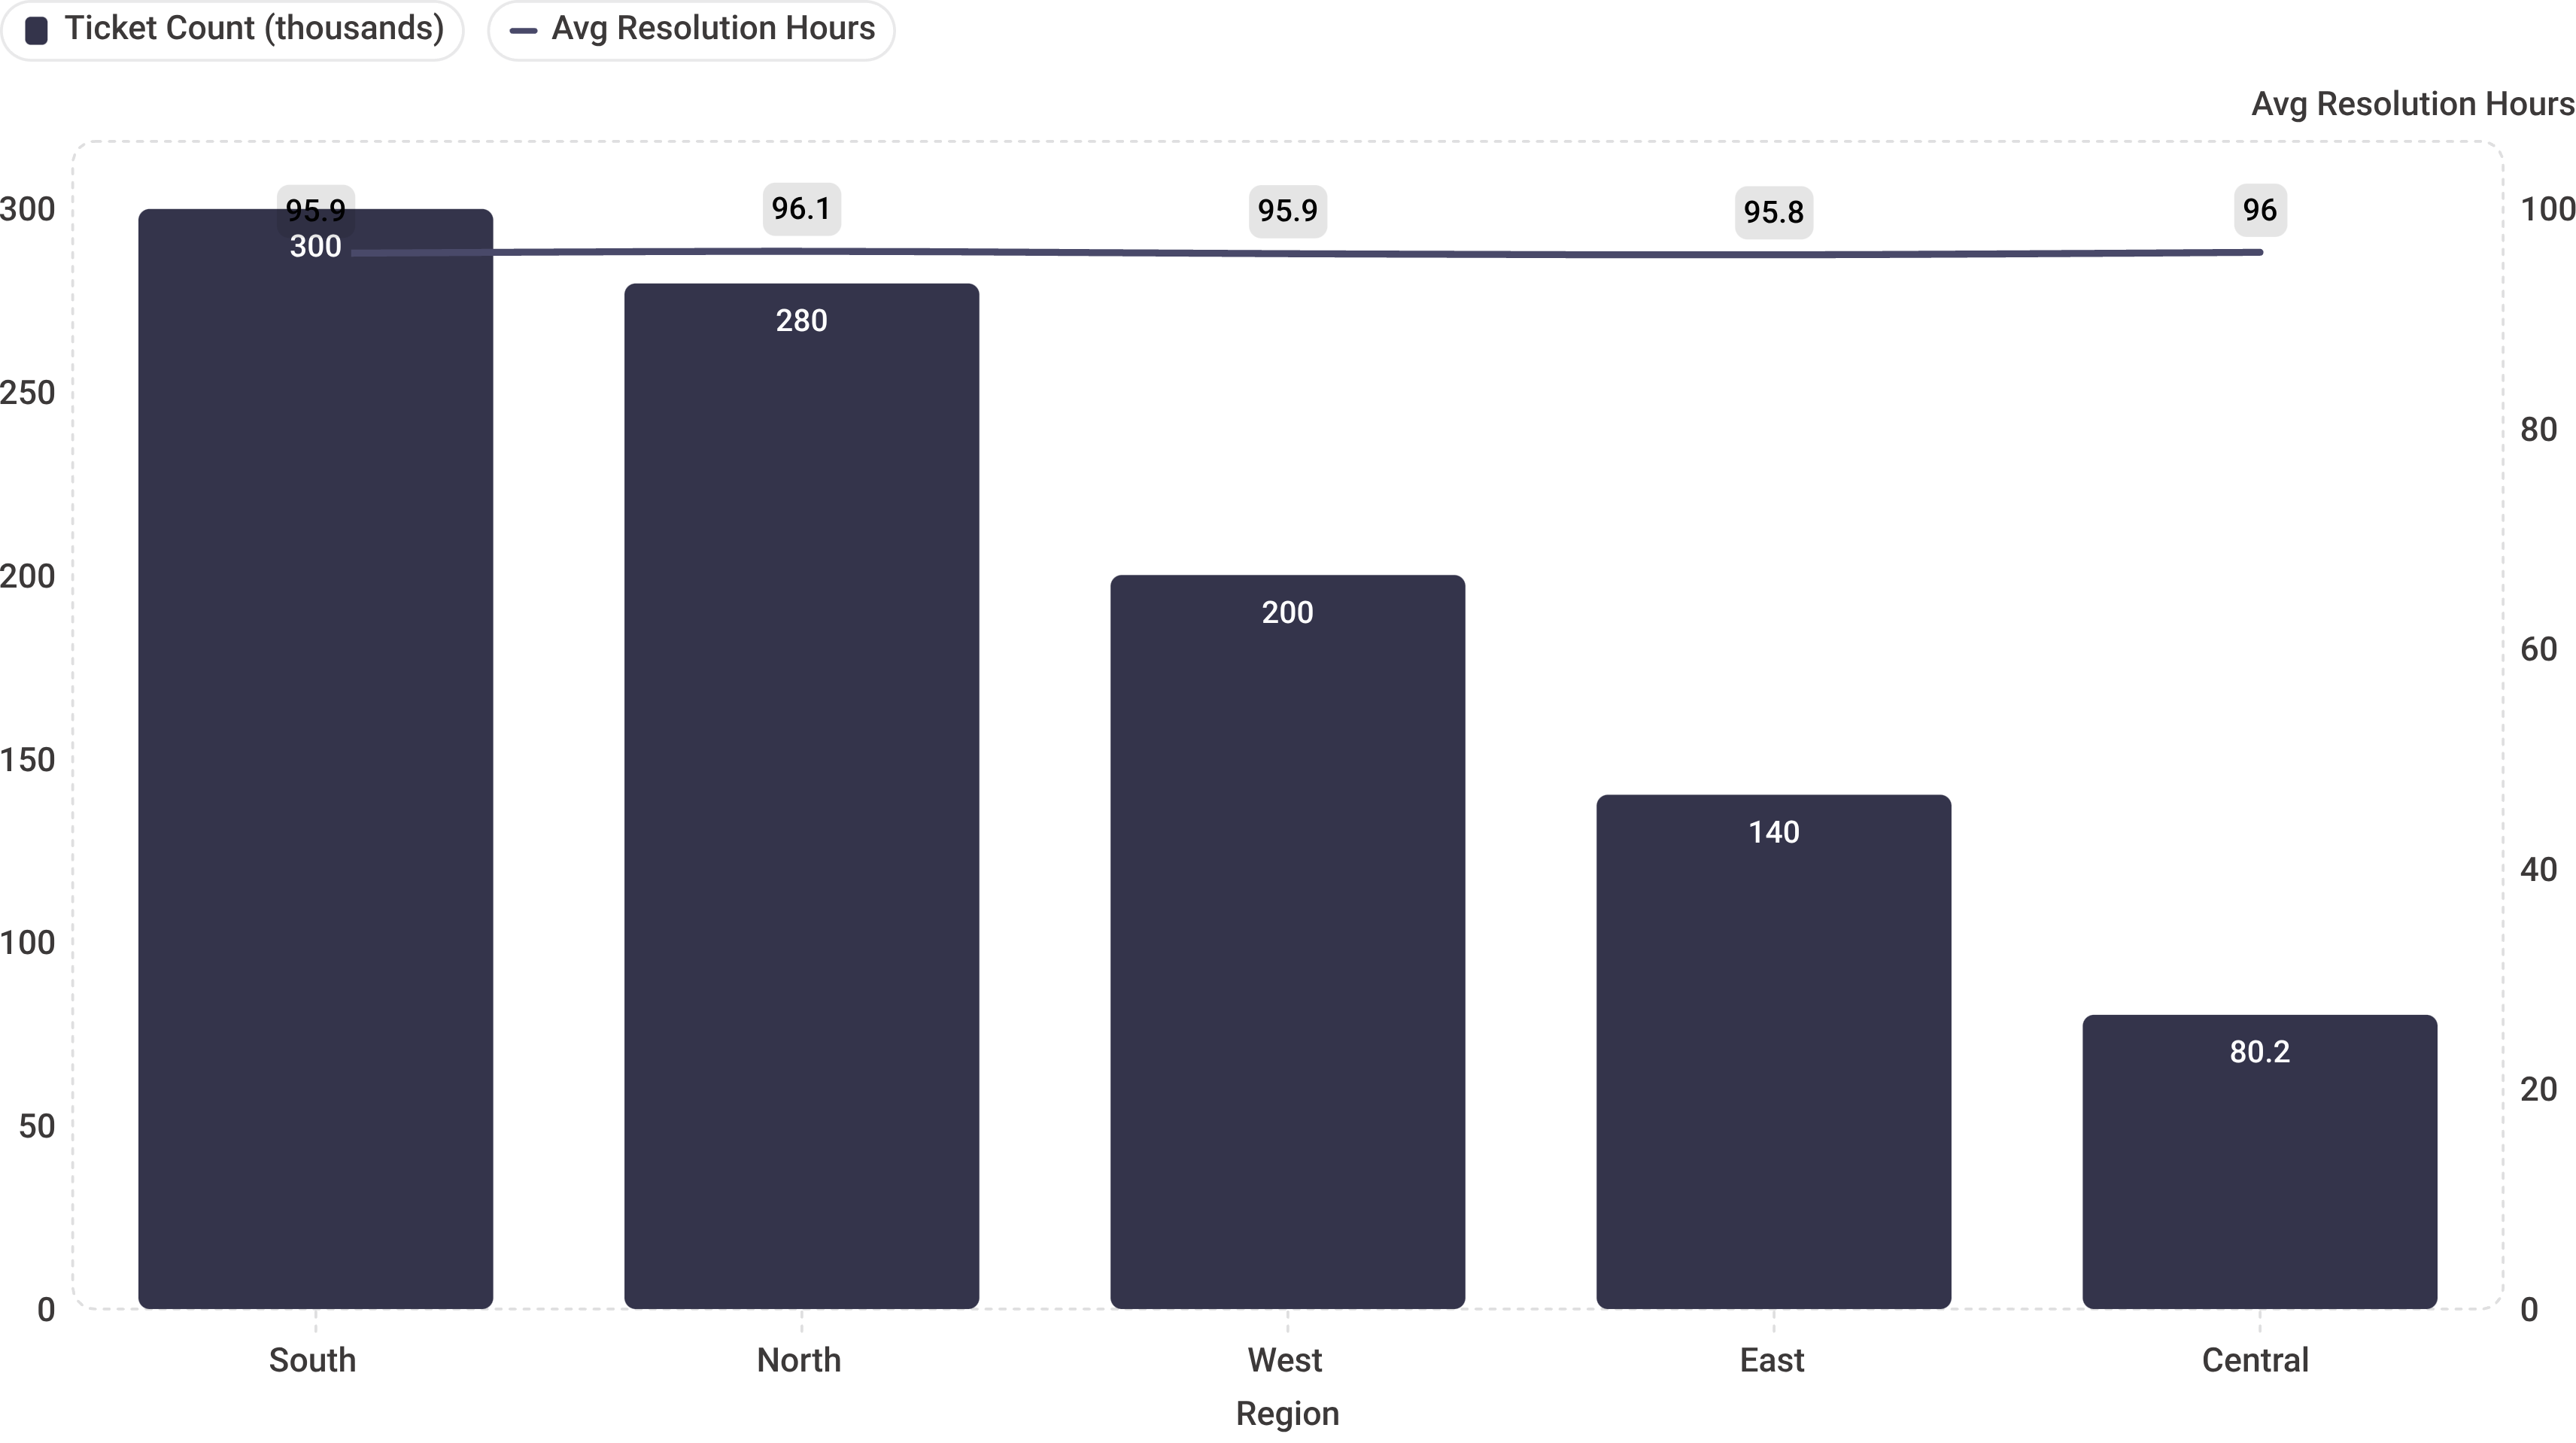 Ticket Count (thousands)
Avg Resolution Hours
Avg Resolution Hours
300
250
200
150
100
50
0
95.9
96.1
95.9
95.8
96
300
280
200
140
80.2
100
80
60
40
20
0
South
North
West
East
Central
Region